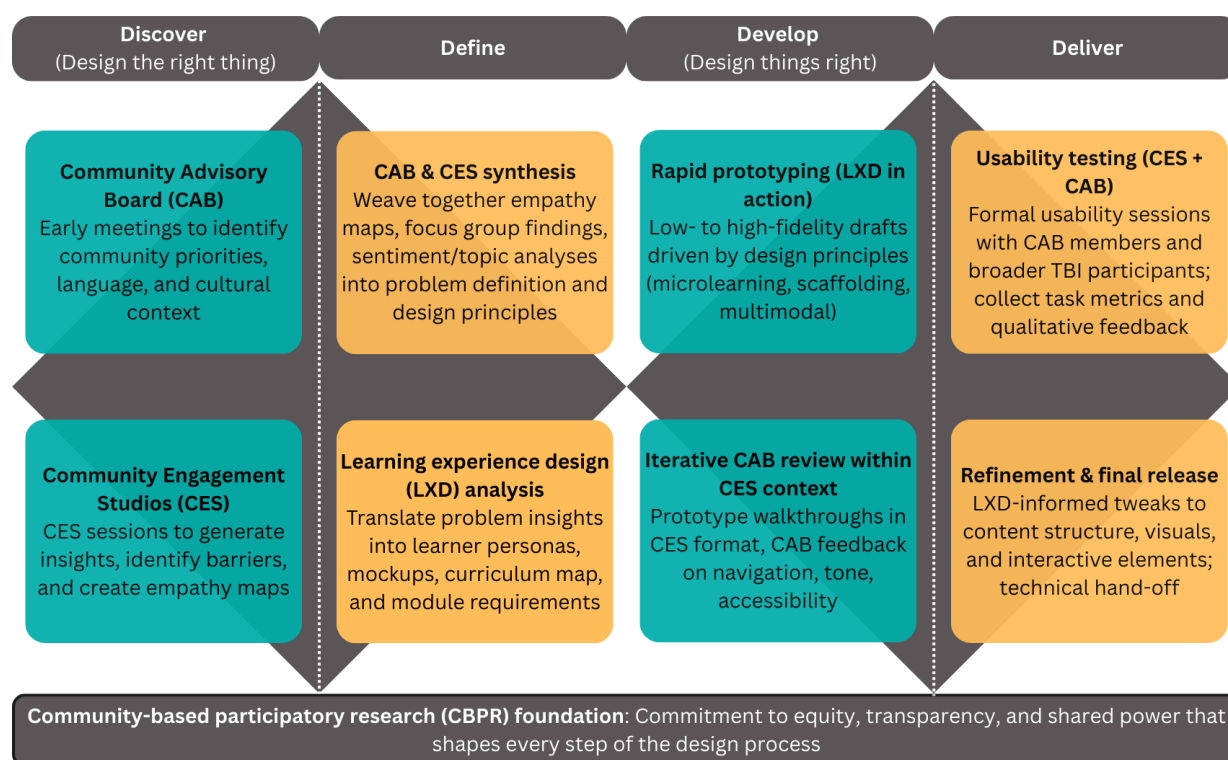 Discover
(Design the right thing)
Define
Develop
(Design things right)
Deliver
Community Advisory
Board (CAB)
Early meetings to identify
community priorities,
language, and cultural
context
CAB & CES synthesis
Weave together empathy
maps, focus group findings,
sentiment/topic analyses
into problem definition and
design principles
Rapid prototyping (LXD in
action)
Low- to high-fidelity drafts
driven by design principles
(microlearning, scaffolding,
multimodal)
Usability testing (CES +
CAB)
Formal usability sessions
with CAB members and
broader TBI participants;
collect task metrics and
qualitative feedback
Community Engagement
Studios (CES)
CES sessions to generate
insights, identify barriers,
and create empathy maps
Learning experience design
(LXD) analysis
Translate problem insights
into learner personas,
mockups, curriculum map,
and module requirements
Iterative CAB review within
CES context
Prototype walkthroughs in
CES format, CAB feedback
on navigation, tone,
accessibility
Refinement & final release
LXD-informed tweaks to
content structure, visuals,
and interactive elements;
technical hand-off
Community-based participatory research (CBPR) foundation: Commitment to equity, transparency, and shared power that
shapes every step of the design process